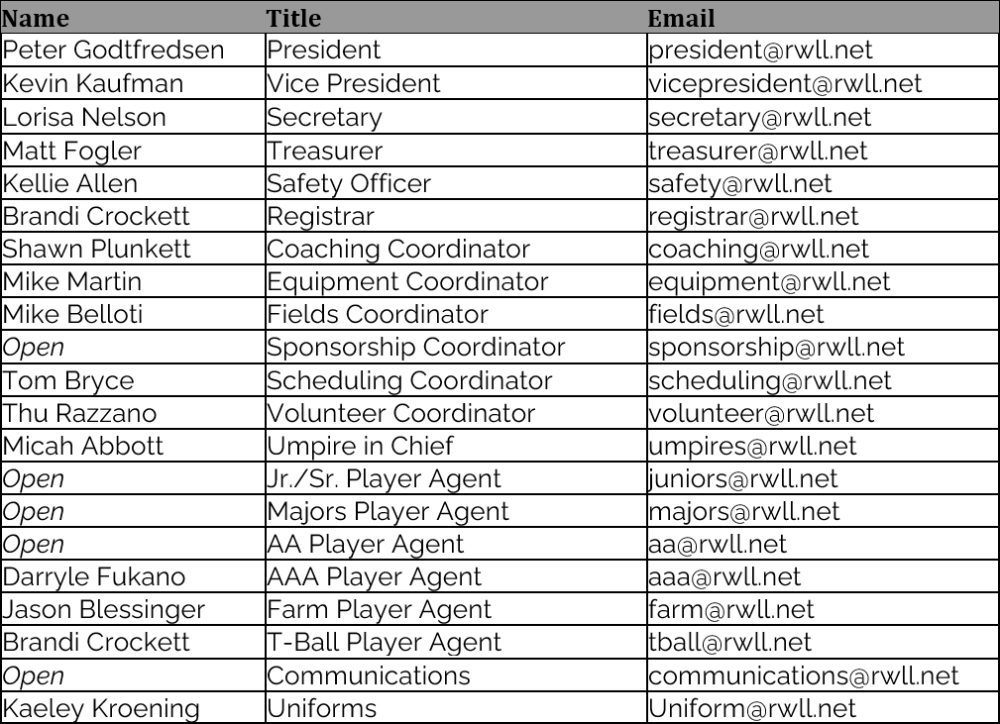 Name Title Email
Peter Godtfredsen President president@rwll.net
Kevin Kaufman Vice President vicepresident@rwll.net
Lorisa Nelson Secretary secretary@rwll.net
Matt Fogler Treasurer treasurer@rwll.net
Kellie Allen Safety Officer safety@rwll.net
Brandi Crockett Registrar registrar@rwll.net
Shawn Plunkett Coaching Coordinator coaching@rwll.net
Mike Martin Equipment Coordinator equipment@rwll.net
Mike Belloti Fields Coordinator fields@rwll.net
Open Sponsorship Coordinator sponsorship@rwll.net
Tom Bryce Scheduling Coordinator scheduling@rwll.net
Thu Razzano Volunteer Coordinator volunteer@rwll.net
Micah Abbott Umpire in Chief umpires@rwll.net
Open Jr./Sr. Player Agent juniors@rwll.net
Open Majors Player Agent majors@rwll.net
Open AA Player Agent aa@rwll.net
Darryle Fukano AAA Player Agent aaa@rwll.net
Jason Blessinger Farm Player Agent farm@rwll.net
Brandi Crockett T-Ball Player Agent tball@rwll.net
Open Communications communications@rwll.net
Kaeley Kroening Uniforms Uniform@rwll.net